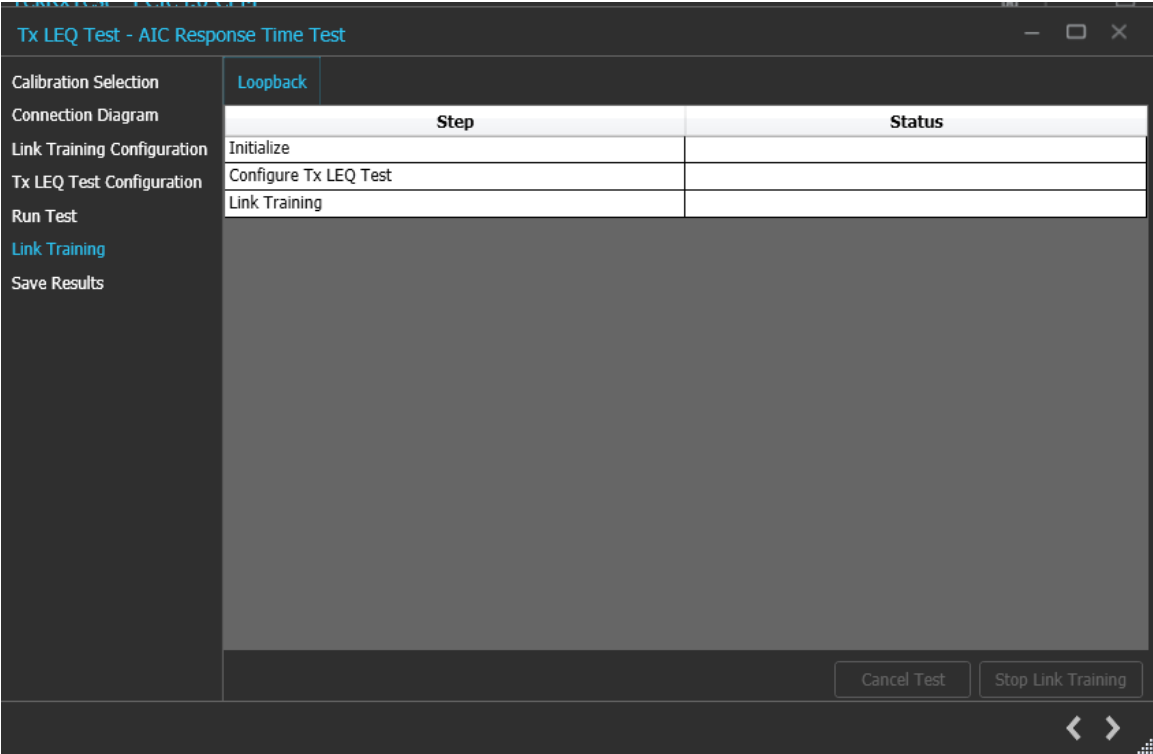 Tx LEQ Test - AIC Response Time Test
Calibration Selection
Connection Diagram
Link Training Configuration
Tx LEQ Test Configuration
Run Test
Link Training
Save Results
Loopback
Step Status
Initialize
Configure Tx LEQ Test
Link Training
Cancel Test Stop Link Training